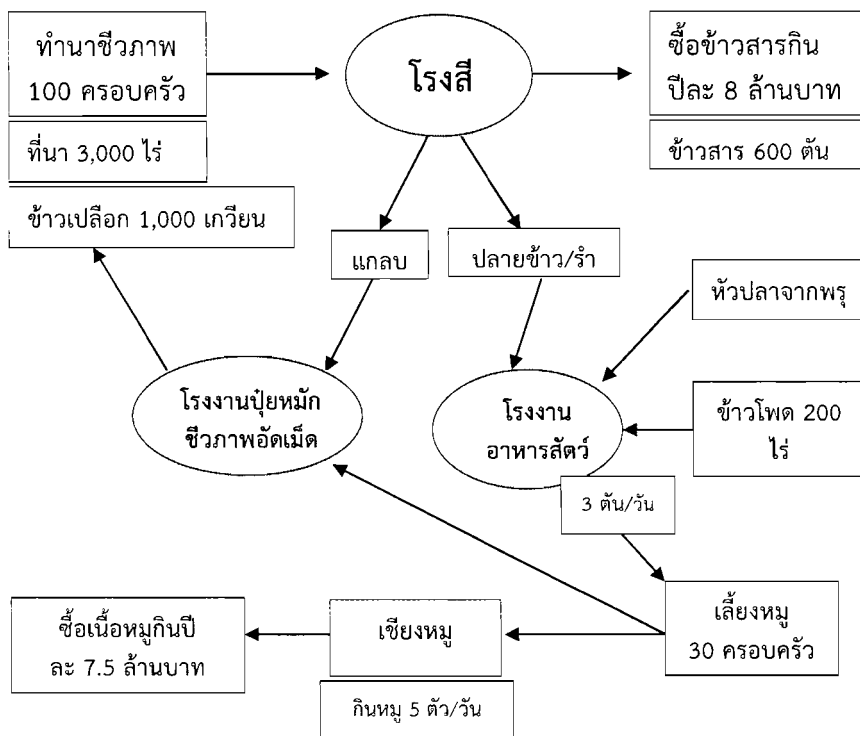 ทำนาชีวภาพ
100 ครอบครัว
ที่นา 3,000 ไร่
ข้าวเปลือก 1,000 เกวียน
โรงสี
ซื้อข้าวสารกิน
ปีละ 8 ล้านบาท
ข้าวสาร 600 ตัน
แกลบ
ปลายข้าว/รำ
หัวปลาจากพรุ
โรงงานปุ๋ยหมัก
ชีวภาพอัดเม็ด
โรงงาน
อาหารสัตว์
ข้าวโพด 200
ไร่
3 ตัน/วัน
ซื้อเนื้อหมูกินปี
ละ 7.5 ล้านบาท
เชียงหมู
กินหมู 5 ตัว/วัน
เลี้ยงหมู
30 ครอบครัว